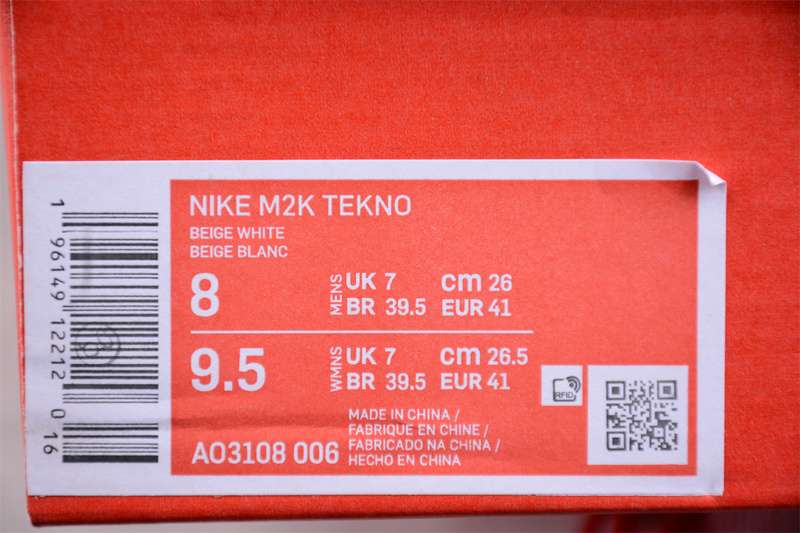 NIKE M2K TEKNO
BEIGE WHITE
BEIGE BLANC
8
MENS
UK 7 cm 26
BR 39.5 EUR 41
9.5
WMNS
UK 7 cm 26.5
BR 39.5 EUR 41
AO3108 006
MADE IN CHINA /
FABRIQUE EN CHINE /
FABRICADO NA CHINA /
HECHO EN CHINA
RFID
1 96149 12212 0 16